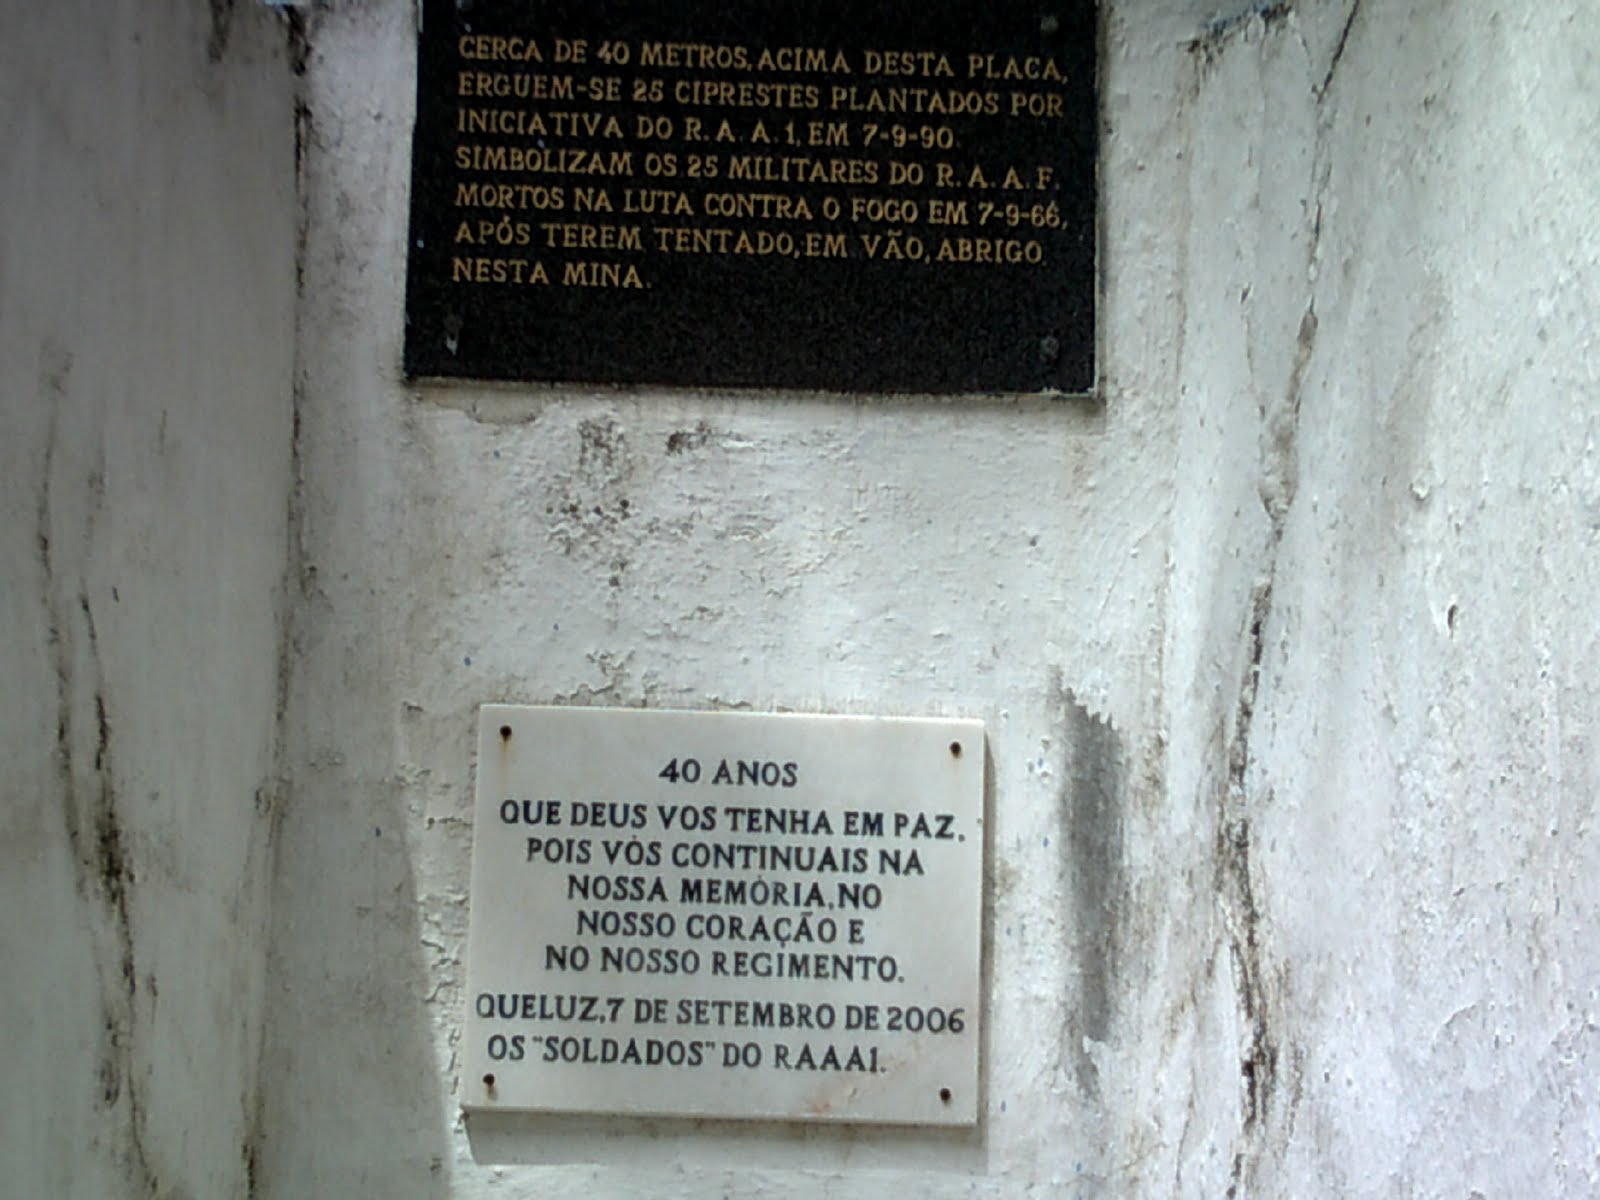 CERCA DE 40 METROS, ACIMA DESTA PLACA,
ERGUEM-SE 25 CIPRESTES PLANTADOS POR
INICIATIVA DO R.A.A.1, EM 7-9-90.
SIMBOLIZAM OS 25 MILITARES DO R.A.A.F.
MORTOS NA LUTA CONTRA O FOGO EM 7-9-66,
APÓS TEREM TENTADO, EM VÃO, ABRIGO
NESTA MINA.
40 ANOS
QUE DEUS VOS TENHA EM PAZ,
POIS VÓS CONTINUAIS NA
NOSSA MEMÓRIA, NO
NOSSO CORAÇÃO E
NO NOSSO REGIMENTO.
QUELUZ, 7 DE SETEMBRO DE 2006
OS "SOLDADOS" DO RAAA1.